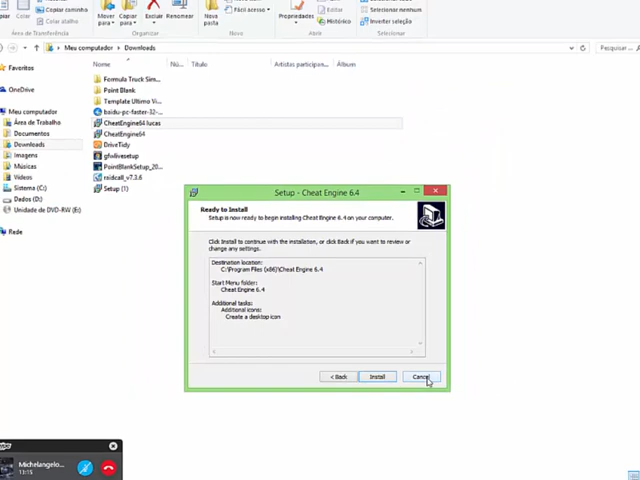 Colar
Copiar caminho
Colar atalho
Mover para
Copiar para
Excluir
Renomear
Nova pasta
Fácil acesso
Propriedades
Abrir
Editar
Histórico
Selecionar tudo
Selecionar nenhum
Inverter seleção
Área de Transferência
Organizar
Novo
Abrir
Selecionar
Meu computador
Downloads
Pesquisar ...
Nome
Nú...
Título
Artistas participan...
Álbum
Favoritos
OneDrive
Meu computador
Área de Trabalho
Documentos
Downloads
Imagens
Músicas
Vídeos
Sistema (C:)
Dados (D:)
Unidade de DVD-RW (E:)
Rede
Formula Truck Sim...
Point Blank
Template Ultimo Vi...
baidu-pc-faster-32-...
CheatEngine64 lucas
CheatEngine64
DriveTidy
gfwlivesetup
PointBlankSetup_20...
raidcall_v7.3.6
Setup (1)
Setup - Cheat Engine 6.4
Ready to Install
Setup is now ready to begin installing Cheat Engine 6.4 on your computer.
Click Install to continue with the installation, or click Back if you want to review or
change any settings.
Destination location:
C:\Program Files (x86)\Cheat Engine 6.4
Start Menu folder:
Cheat Engine 6.4
Additional tasks:
Additional icons:
Create a desktop icon
< Back
Install
Cancel
Michelangelo...
13:15